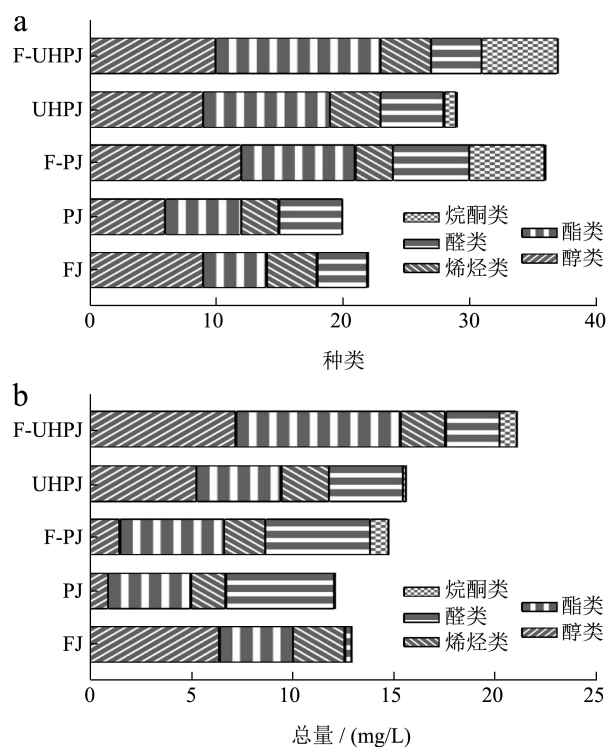 a
F-UHPJ
UHPJ
F-PJ
PJ
FJ
烷酮类
醛类
烯烃类
酯类
醇类
0 10 20 30 40
种类
b
F-UHPJ
UHPJ
F-PJ
PJ
FJ
烷酮类
醛类
烯烃类
酯类
醇类
0 5 10 15 20 25
总量 / (mg/L)